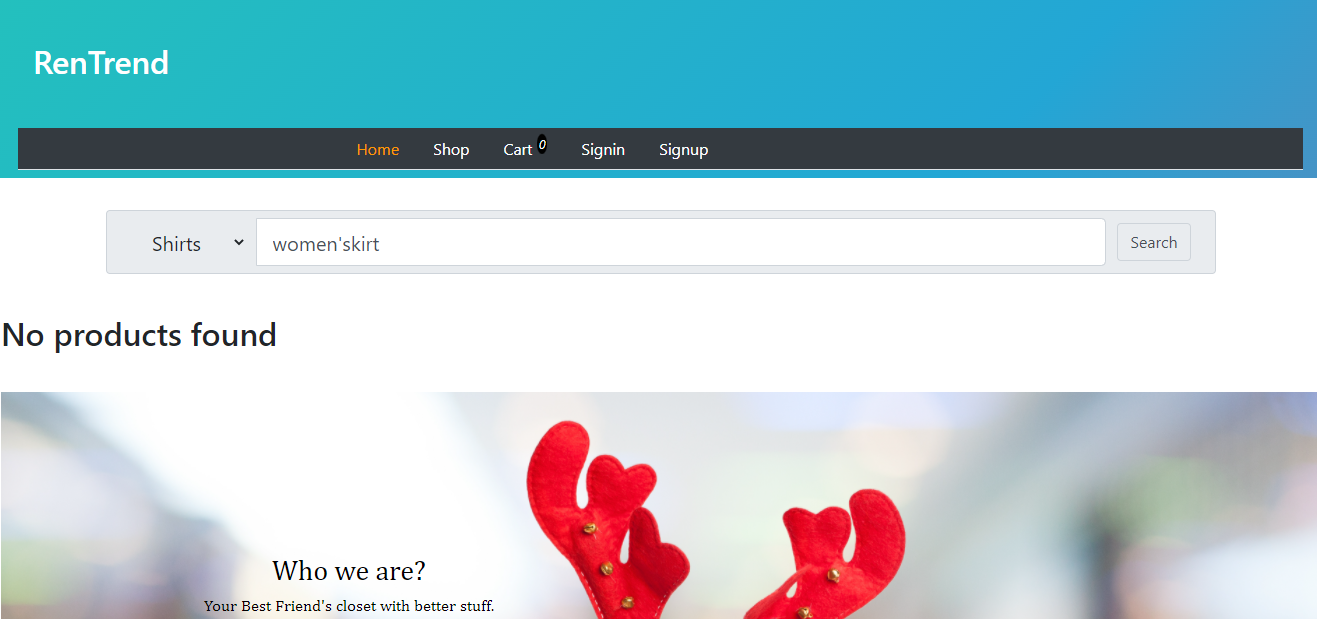 RenTrend
Home Shop Cart 0 Signin Signup
Shirts women'skirt Search
No products found
Who we are?
Your Best Friend's closet with better stuff.